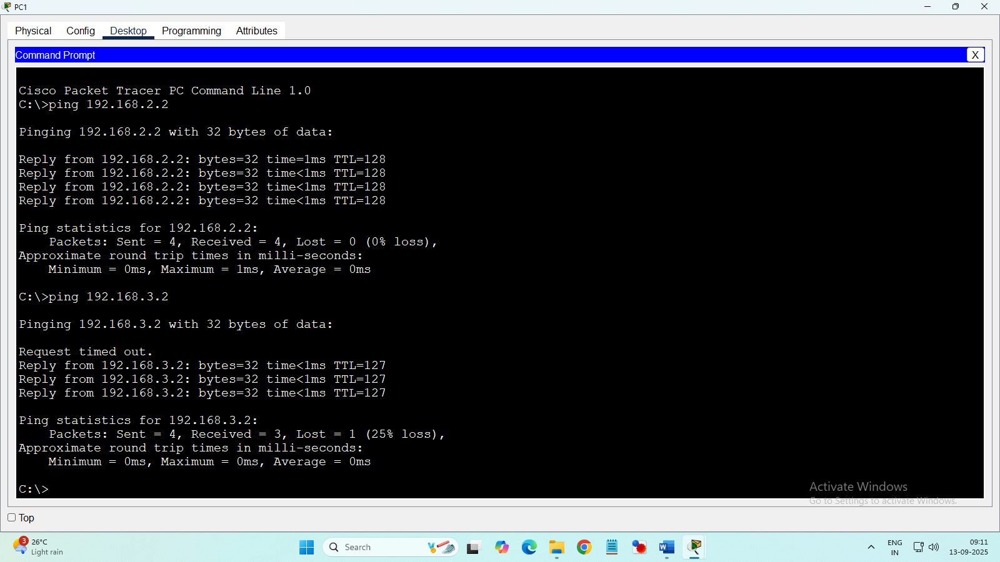 PC1
Physical Config Desktop Programming Attributes
Command Prompt X
Cisco Packet Tracer PC Command Line 1.0
C:\>ping 192.168.2.2
Pinging 192.168.2.2 with 32 bytes of data:
Reply from 192.168.2.2: bytes=32 time=1ms TTL=128
Reply from 192.168.2.2: bytes=32 time<1ms TTL=128
Reply from 192.168.2.2: bytes=32 time<1ms TTL=128
Reply from 192.168.2.2: bytes=32 time<1ms TTL=128
Ping statistics for 192.168.2.2:
    Packets: Sent = 4, Received = 4, Lost = 0 (0% loss),
Approximate round trip times in milli-seconds:
    Minimum = 0ms, Maximum = 1ms, Average = 0ms
C:\>ping 192.168.3.2
Pinging 192.168.3.2 with 32 bytes of data:
Request timed out.
Reply from 192.168.3.2: bytes=32 time<1ms TTL=127
Reply from 192.168.3.2: bytes=32 time<1ms TTL=127
Reply from 192.168.3.2: bytes=32 time<1ms TTL=127
Ping statistics for 192.168.3.2:
    Packets: Sent = 4, Received = 3, Lost = 1 (25% loss),
Approximate round trip times in milli-seconds:
    Minimum = 0ms, Maximum = 0ms, Average = 0ms
C:\>
Activate Windows
Go to Settings to activate Windows.
Top
3
26°C
Light rain
Search
W
ENG
IN
09:11
13-09-2025